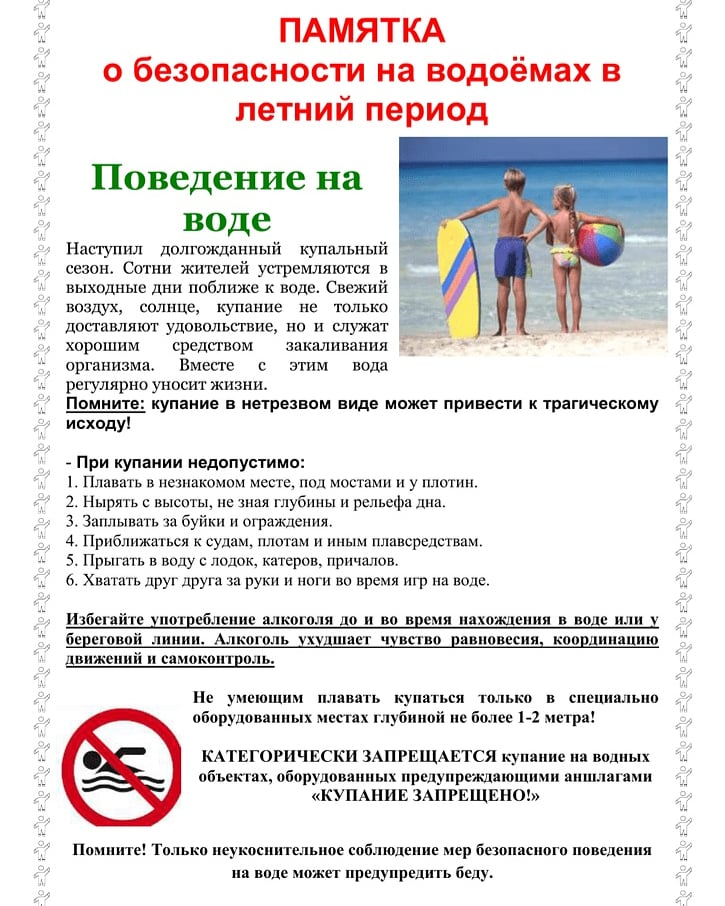 ПАМЯТКА
о безопасности на водоёмах в
летний период
Поведение на
воде
Наступил долгожданный купальный
сезон. Сотни жителей устремляются в
выходные дни поближе к воде. Свежий
воздух, солнце, купание не только
доставляют удовольствие, но и служат
хорошим средством закаливания
организма. Вместе с этим вода
регулярно уносит жизни.
Помните: купание в нетрезвом виде может привести к трагическому
исходу!
- При купании недопустимо:
1. Плавать в незнакомом месте, под мостами и у плотин.
2. Нырять с высоты, не зная глубины и рельефа дна.
3. Заплывать за буйки и ограждения.
4. Приближаться к судам, плотам и иным плавсредствам.
5. Прыгать в воду с лодок, катеров, причалов.
6. Хватать друг друга за руки и ноги во время игр на воде.
Избегайте употребление алкоголя до и во время нахождения в воде или у
береговой линии. Алкоголь ухудшает чувство равновесия, координацию
движений и самоконтроль.
Не умеющим плавать купаться только в специально
оборудованных местах глубиной не более 1-2 метра!
КАТЕГОРИЧЕСКИ ЗАПРЕЩАЕТСЯ купание на водных
объектах, оборудованных предупреждающими аншлагами
«КУПАНИЕ ЗАПРЕЩЕНО!»
Помните! Только неукоснительное соблюдение мер безопасного поведения
на воде может предупредить беду.